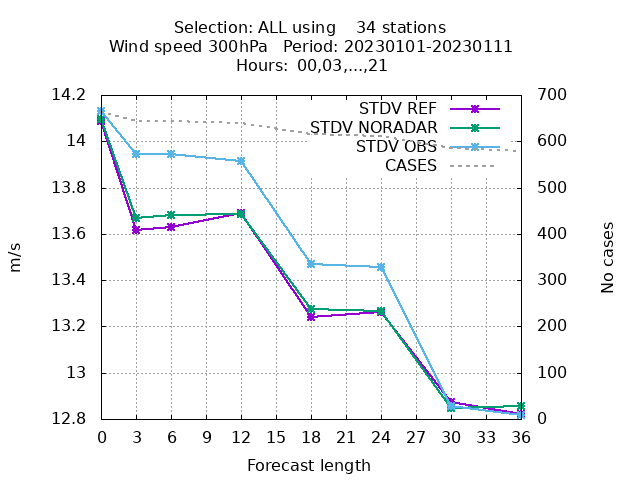 Selection: ALL using    34 stations
Wind speed 300hPa   Period: 20230101-20230111
Hours: 00,03,...,21
STDV REF
STDV NORADAR
STDV OBS
CASES
14.2
14
13.8
13.6
13.4
13.2
13
12.8
m/s
700
600
500
400
300
200
100
0
No cases
0 3 6 9 12 15 18 21 24 27 30 33 36
Forecast length